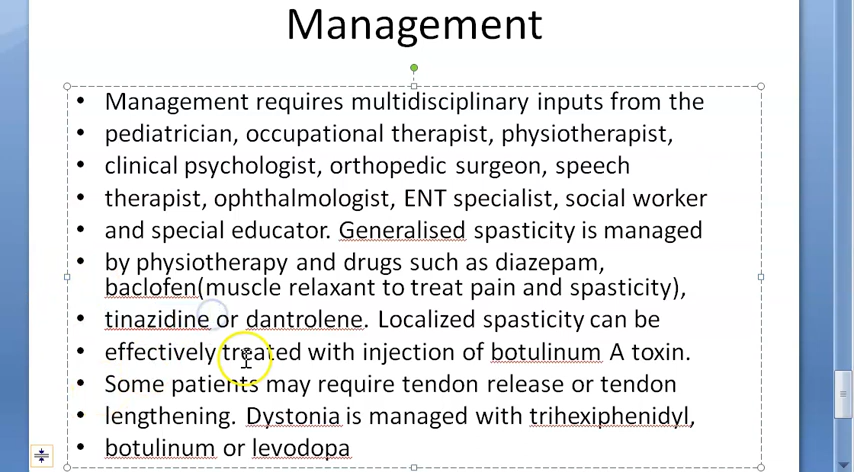 Management
• Management requires multidisciplinary inputs from the
• pediatrician, occupational therapist, physiotherapist,
• clinical psychologist, orthopedic surgeon, speech
• therapist, ophthalmologist, ENT specialist, social worker
• and special educator. Generalised spasticity is managed
• by physiotherapy and drugs such as diazepam,
baclofen(muscle relaxant to treat pain and spasticity),
• tinazidine or dantrolene. Localized spasticity can be
• effectively treated with injection of botulinum A toxin.
• Some patients may require tendon release or tendon
• lengthening. Dystonia is managed with trihexiphenidyl,
• botulinum or levodopa